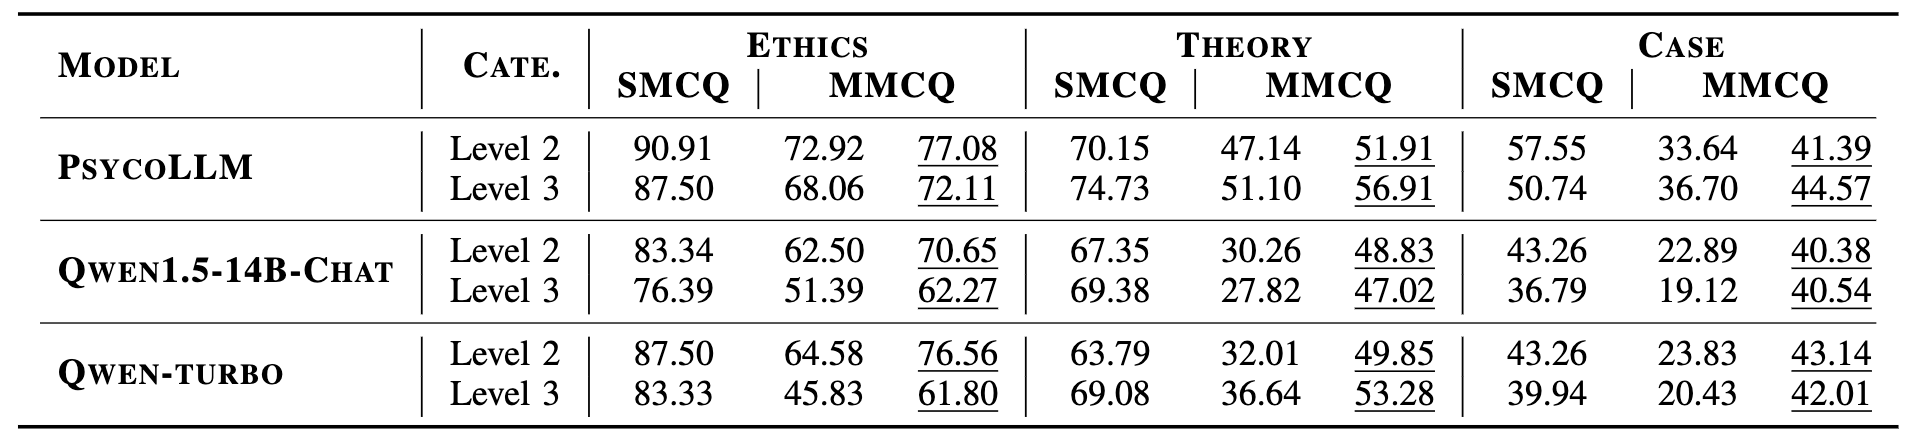 MODEL CATE. ETHICS THEORY CASE
SMCQ MMCQ SMCQ MMCQ SMCQ MMCQ
PSYCOLLM
Level 2 90.91 72.92 77.08 70.15 47.14 51.91 57.55 33.64 41.39
Level 3 87.50 68.06 72.11 74.73 51.10 56.91 50.74 36.70 44.57
QWEN1.5-14B-CHAT
Level 2 83.34 62.50 70.65 67.35 30.26 48.83 43.26 22.89 40.38
Level 3 76.39 51.39 62.27 69.38 27.82 47.02 36.79 19.12 40.54
QWEN-TURBO
Level 2 87.50 64.58 76.56 63.79 32.01 49.85 43.26 23.83 43.14
Level 3 83.33 45.83 61.80 69.08 36.64 53.28 39.94 20.43 42.01